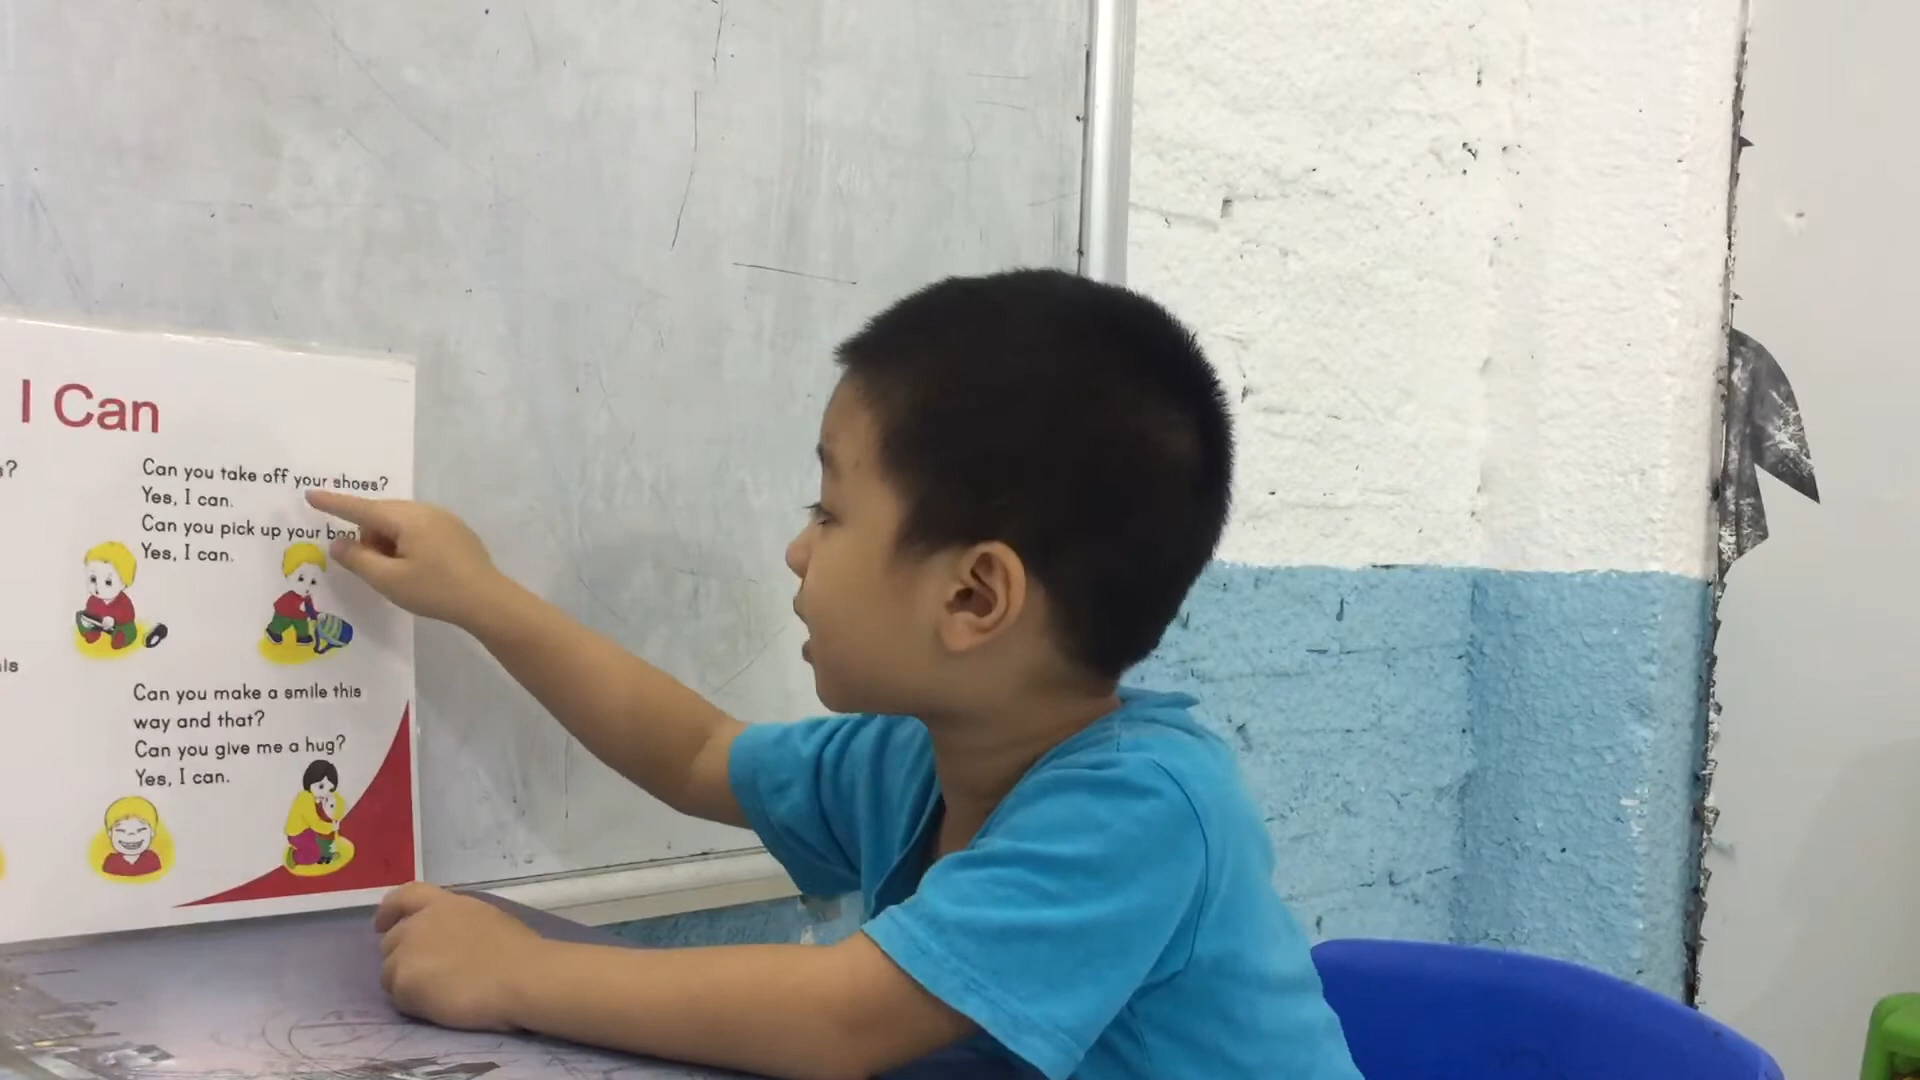 I Can
s?
Can you take off your shoes?
Yes, I can.
Can you pick up your
Yes, I can.
Can you make a smile this
way and that?
Can you give me a hug?
Yes, I can.